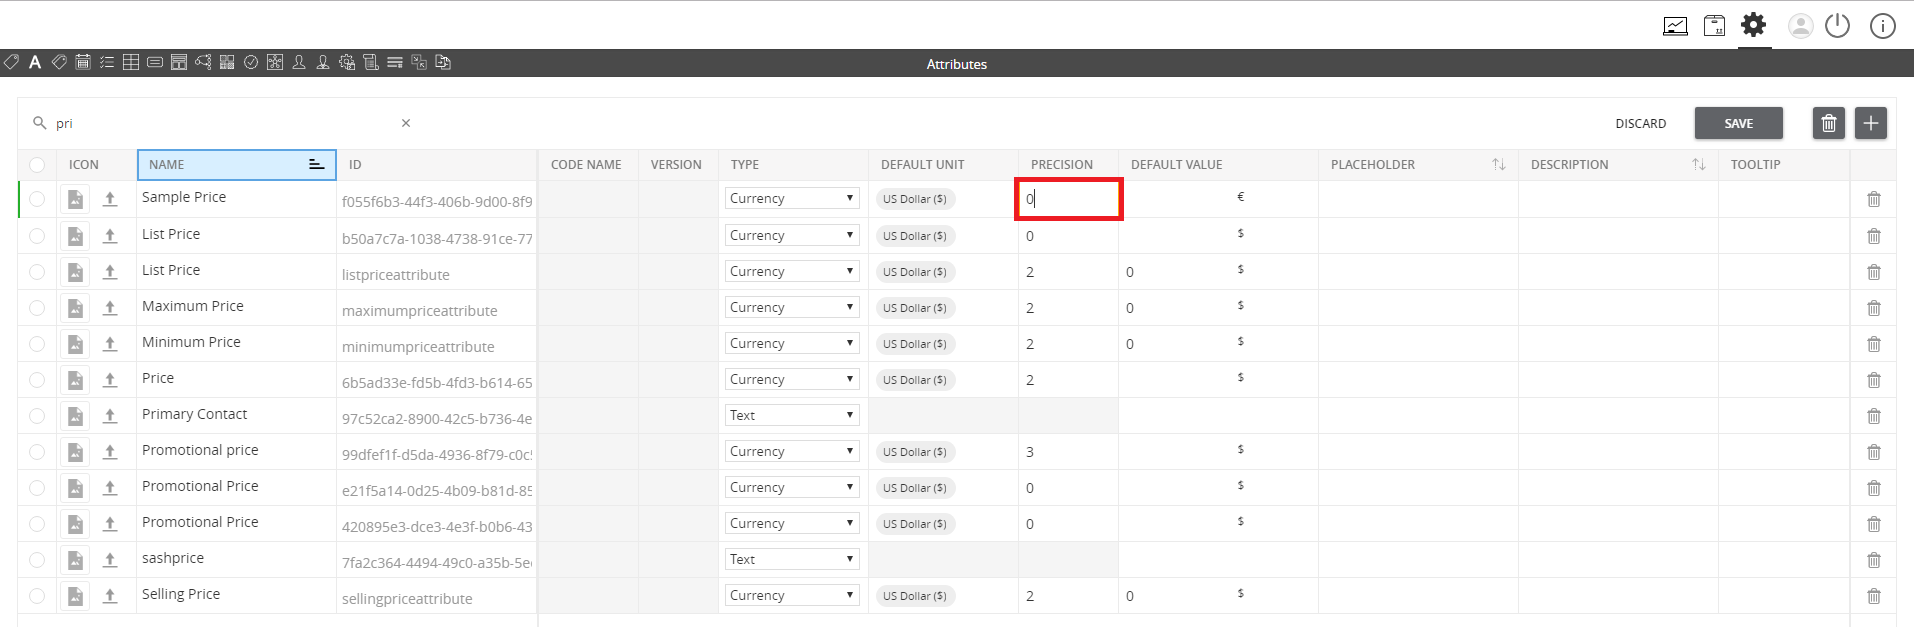 Attributes
pri
DISCARD SAVE
ICON NAME ID CODE NAME VERSION TYPE DEFAULT UNIT PRECISION DEFAULT VALUE PLACEHOLDER DESCRIPTION TOOLTIP
Sample Price f055f6b3-44f3-406b-9d00-8f9 Currency US Dollar ($) 0 €
List Price b50a7c7a-1038-4738-91ce-77 Currency US Dollar ($) 0 $
List Price listpriceattribute Currency US Dollar ($) 2 0 $
Maximum Price maximumpriceattribute Currency US Dollar ($) 2 0 $
Minimum Price minimumpriceattribute Currency US Dollar ($) 2 0 $
Price 6b5ad33e-fd5b-4fd3-b614-65 Currency US Dollar ($) 2 $
Primary Contact 97c52ca2-8900-42c5-b736-4e Text
Promotional price 99dfef1f-d5da-4936-8f79-c0c Currency US Dollar ($) 3 $
Promotional Price e21f5a14-0d25-4b09-b81d-85 Currency US Dollar ($) 0 $
Promotional Price 420895e3-dce3-4e3f-b0b6-43 Currency US Dollar ($) 0 $
sashprice 7fa2c364-4494-49c0-a35b-5e Text
Selling Price sellingpriceattribute Currency US Dollar ($) 2 0 $